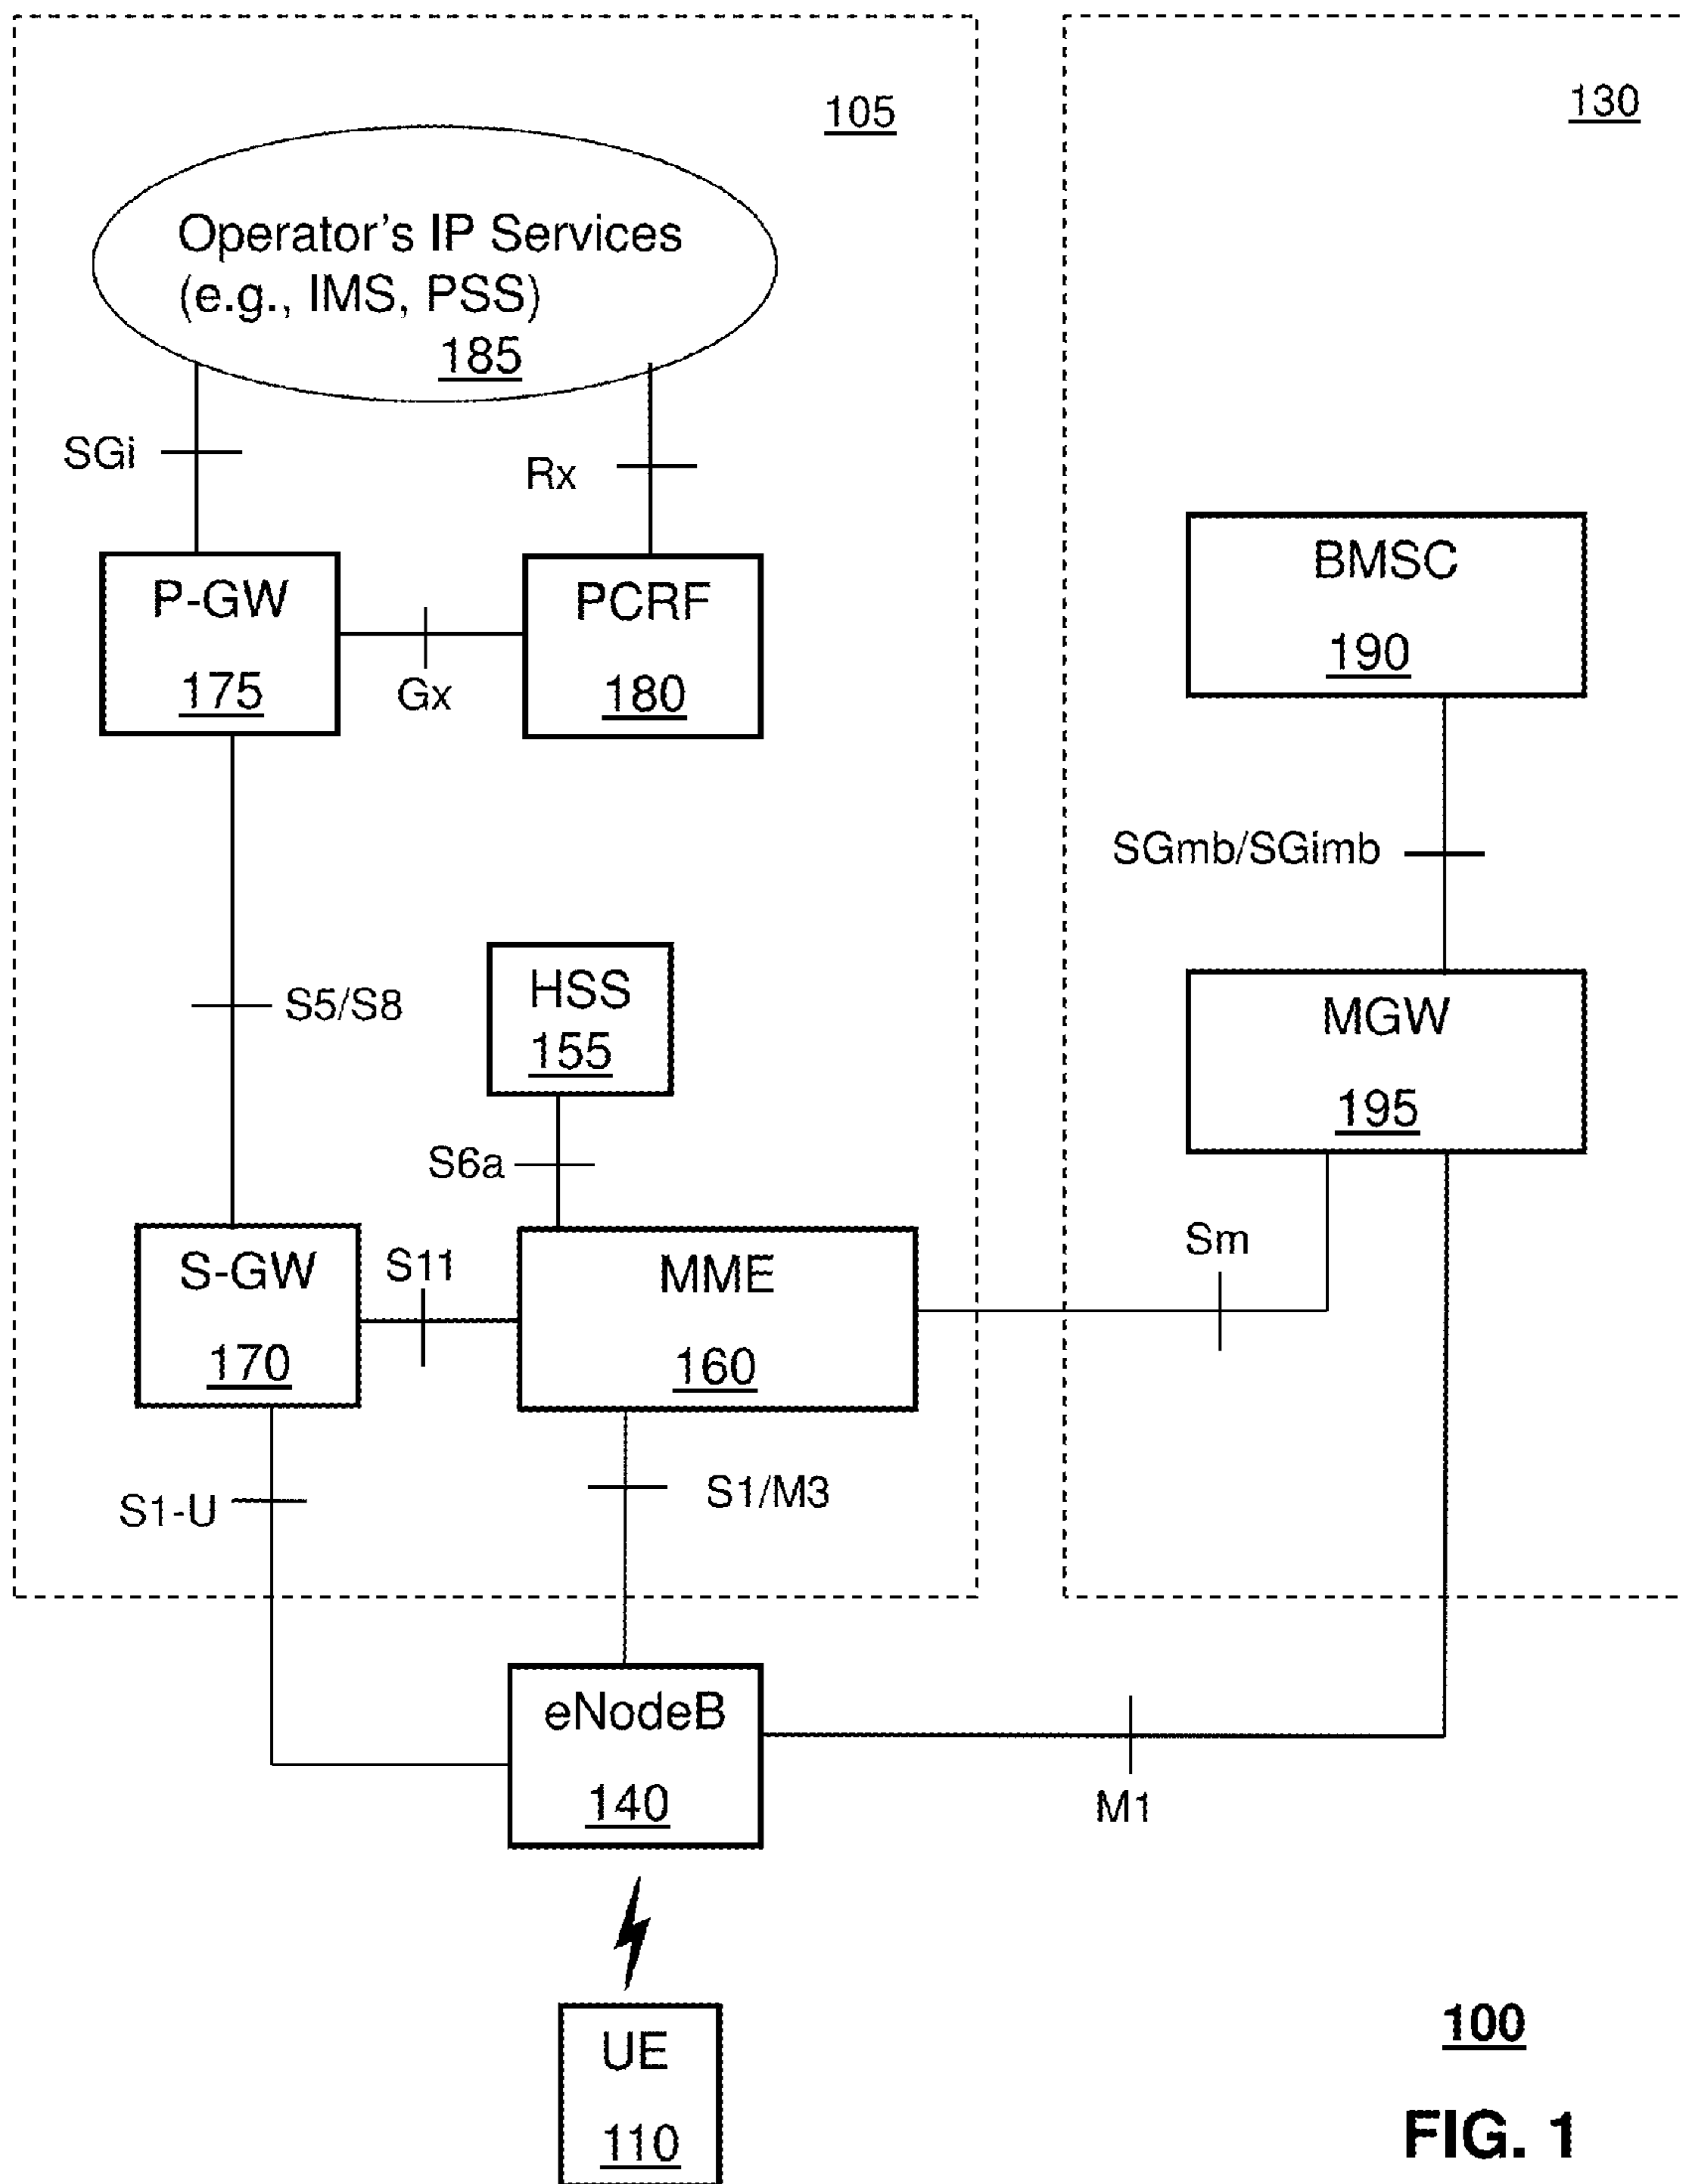 105
130
Operator's IP Services
(e.g., IMS, PSS)
185
SGi
Rx
P-GW
175
Gx
PCRF
180
BMSC
190
SGmb/SGimb
S5/S8
HSS
155
MGW
195
S6a
S-GW
170
S11
MME
160
Sm
S1-U
S1/M3
eNodeB
140
M1
UE
110
100
FIG. 1